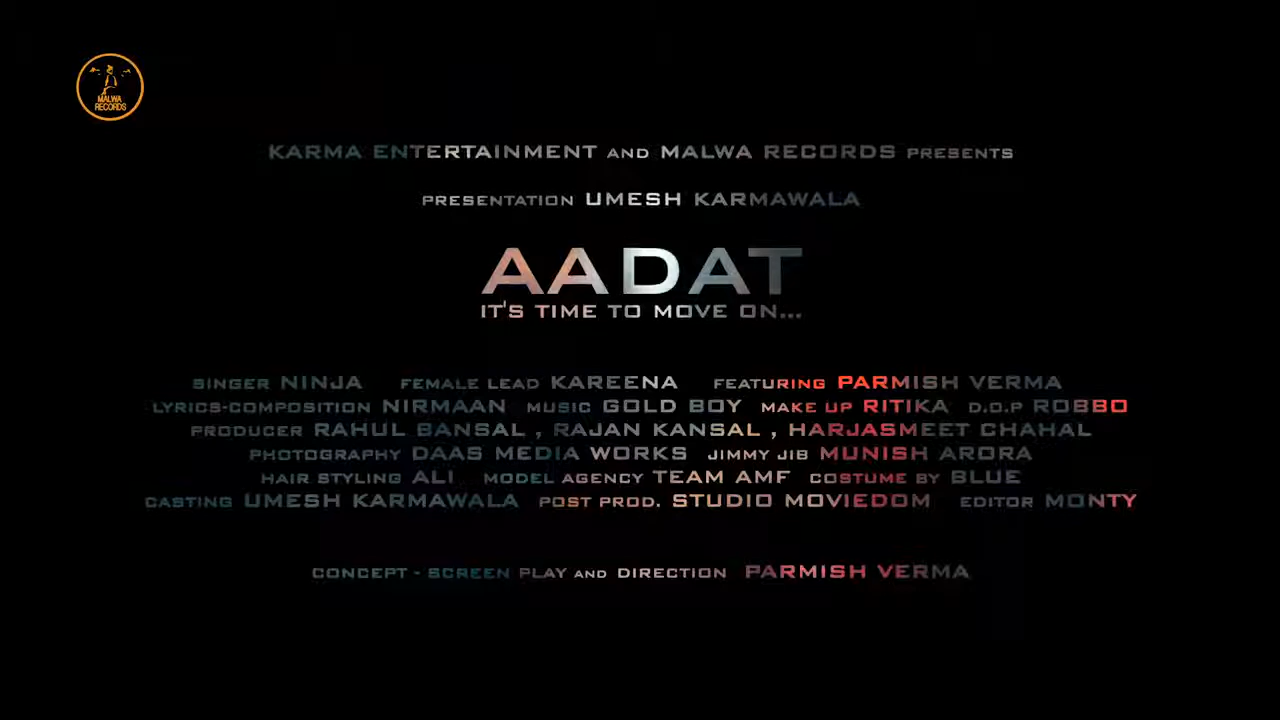 MALWA
RECORDS
KARMA ENTERTAINMENT AND MALWA RECORDS PRESENTS
PRESENTATION UMESH KARMAWALA
AADAT
IT'S TIME TO MOVE ON...
SINGER NINJA FEMALE LEAD KAREENA FEATURING PARMISH VERMA
LYRICS-COMPOSITION NIRMAAN MUSIC GOLD BOY MAKE UP RITIKA D.O.P ROBBO
PRODUCER RAHUL BANSAL , RAJAN KANSAL , HARJASMEET CHAHAL
PHOTOGRAPHY DAAS MEDIA WORKS JIMMY JIB MUNISH ARORA
HAIR STYLING ALI MODEL AGENCY TEAM AMF COSTUME BY BLUE
CASTING UMESH KARMAWALA POST PROD. STUDIO MOVIEDOM EDITOR MONTY
CONCEPT - SCREEN PLAY AND DIRECTION PARMISH VERMA